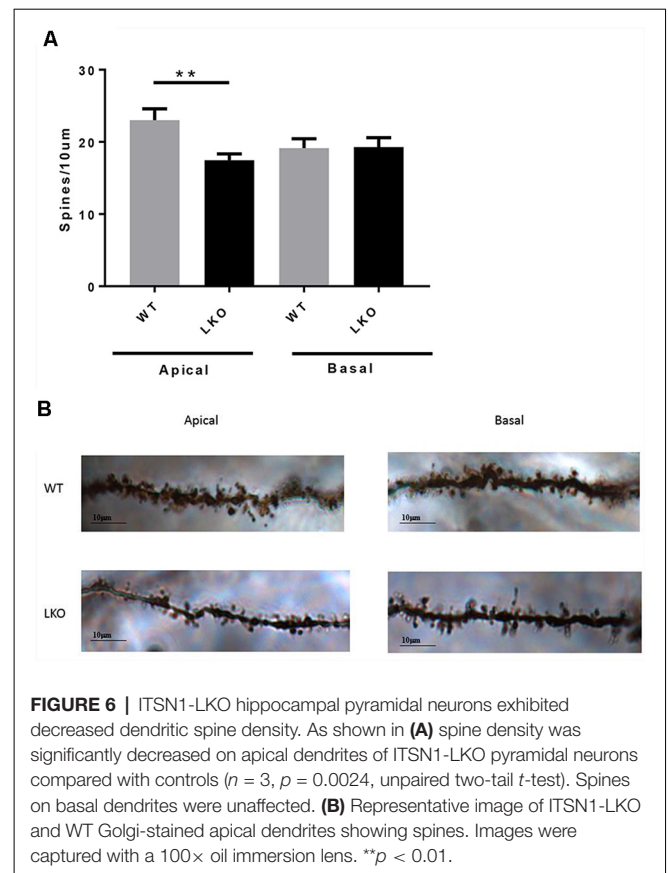 A
30
**
20
10
0
Spines/10um
WT
LKO
WT
LKO
Apical
Basal
B
Apical
Basal
WT
10μm
10μm
LKO
10μm
10μm
FIGURE 6 | ITSN1-LKO hippocampal pyramidal neurons exhibited
decreased dendritic spine density. As shown in (A) spine density was
significantly decreased on apical dendrites of ITSN1-LKO pyramidal neurons
compared with controls (n = 3, p = 0.0024, unpaired two-tail t-test). Spines
on basal dendrites were unaffected. (B) Representative image of ITSN1-LKO
and WT Golgi-stained apical dendrites showing spines. Images were
captured with a 100× oil immersion lens. **p < 0.01.